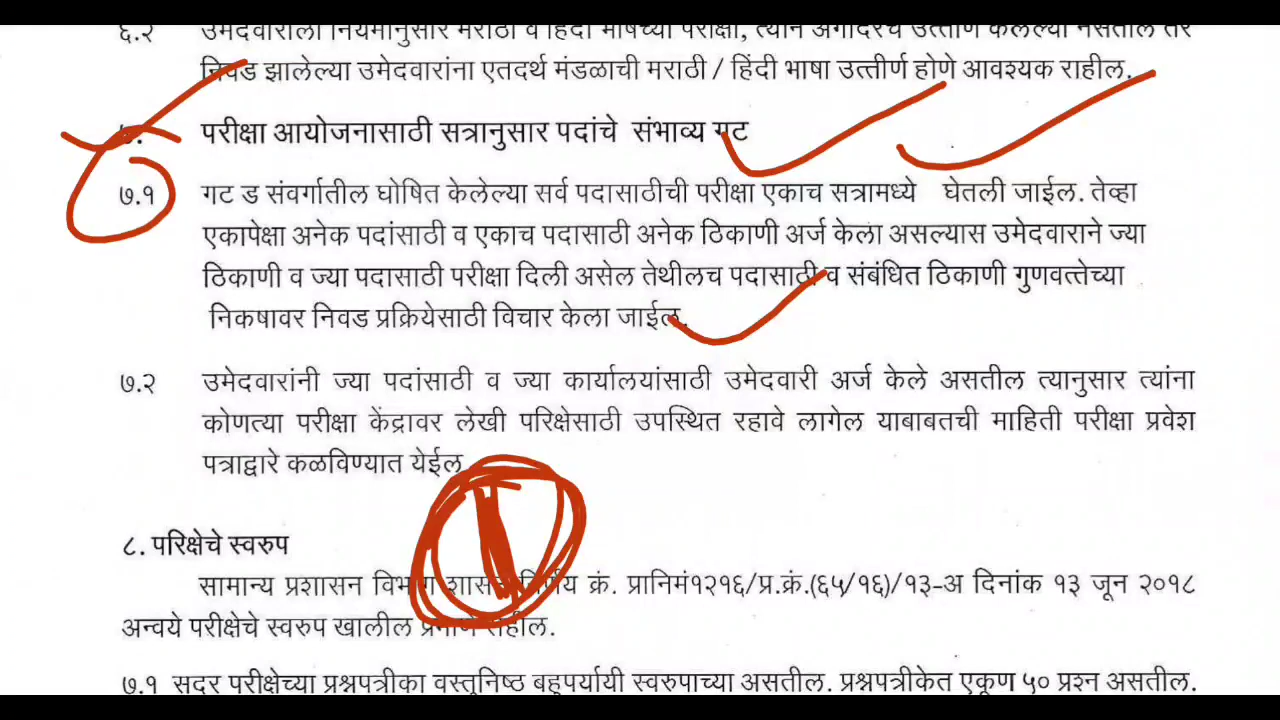 ६.२ उमेदवारांना नियमानुसार मराठी व हिंदी भाषेच्या परीक्षा, त्याने अगोदरच उत्तीर्ण केलेल्या नसतील तर
निवड झालेल्या उमेदवारांना एतदर्थ मंडळाची मराठी / हिंदी भाषा उत्तीर्ण होणे आवश्यक राहील.
७. परीक्षा आयोजनासाठी सत्रानुसार पदांचे संभाव्य गट
७.१ गट ड संवर्गातील घोषित केलेल्या सर्व पदासाठीची परीक्षा एकाच सत्रामध्ये घेतली जाईल. तेव्हा
एकापेक्षा अनेक पदांसाठी व एकाच पदासाठी अनेक ठिकाणी अर्ज केला असल्यास उमेदवाराने ज्या
ठिकाणी व ज्या पदासाठी परीक्षा दिली असेल तेथीलच पदासाठी व संबंधित ठिकाणी गुणवत्तेच्या
निकषावर निवड प्रक्रियेसाठी विचार केला जाईल.
७.२ उमेदवारांनी ज्या पदांसाठी व ज्या कार्यालयांसाठी उमेदवारी अर्ज केले असतील त्यानुसार त्यांना
कोणत्या परीक्षा केंद्रावर लेखी परिक्षेसाठी उपस्थित रहावे लागेल याबाबतची माहिती परीक्षा प्रवेश
पत्राद्वारे कळविण्यात येईल
८. परिक्षेचे स्वरुप
सामान्य प्रशासन विभाग शासन निर्णय क्रं. प्रानिमं१२१६/प्र.क्रं.(६५/१६)/१३-अ दिनांक १३ जून २०१८
अन्वये परीक्षेचे स्वरुप खालील प्रमाणे राहील.
७.१ सदर परीक्षेच्या प्रश्नपत्रीका वस्तुनिष्ठ बहुपर्यायी स्वरुपाच्या असतील. प्रश्नपत्रीकेत एकूण ५० प्रश्न असतील.